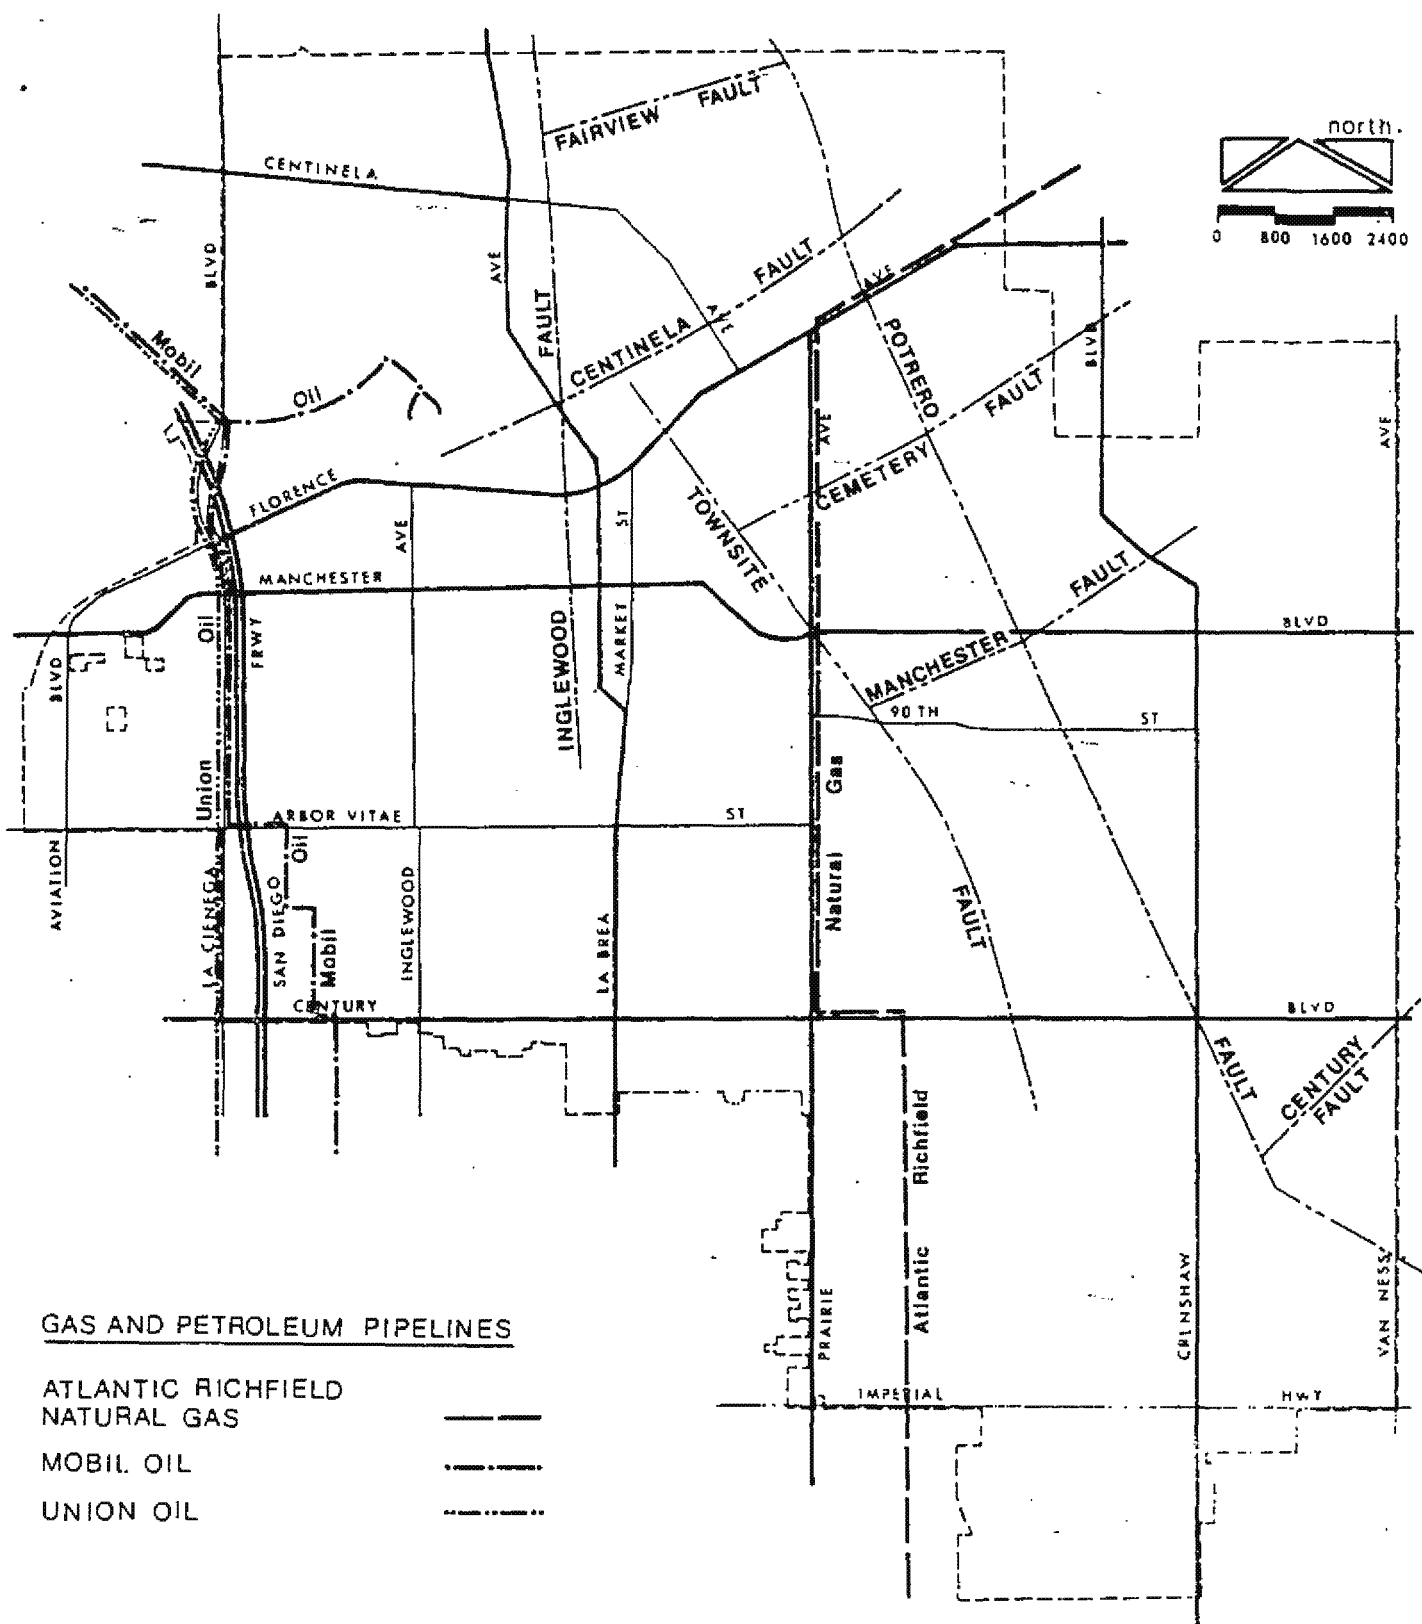 north.
0 800 1600 2400
FAIRVIEW FAULT
CENTINELA
AVE
BLVD
AVE
FAULT
CENTINELA FAULT
AVE
Mobil
Oil
POTRERO
BLVD
FAULT
CEMETERY
AVE
AVE
FLORENCE
AVE
ST
TOWNSITE
MANCHESTER
FAULT
BLVD
Oil
FRWY
MARKET
INGLEWOOD
MANCHESTER
BLVD
90 TH ST
Union
Gas
Natural
ARBOR VITAE ST
Oil
AVIATION
LA CIENEGA
SAN DIEGO
Mobil
INGLEWOOD
LA BREA
FAULT
CENTURY
BLVD
FAULT
CENTURY
FAULT
Richfield
Atlantic
PRAIRIE
CRENSHAW
VAN NESS
IMPERIAL HWY
GAS AND PETROLEUM PIPELINES
ATLANTIC RICHFIELD
NATURAL GAS
MOBIL OIL
UNION OIL